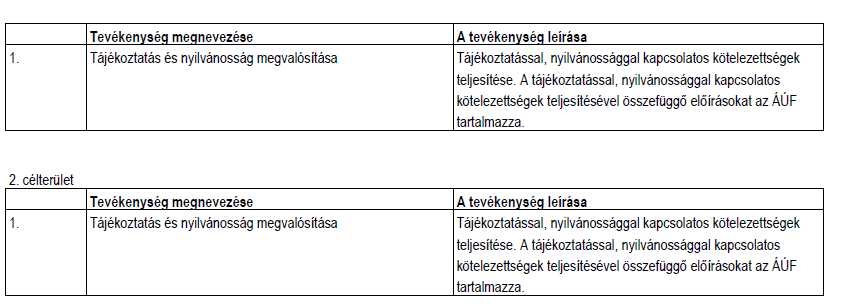 Tevékenység megnevezése A tevékenység leírása
1. Tájékoztatás és nyilvánosság megvalósítása Tájékoztatással, nyilvánossággal kapcsolatos kötelezettségek
teljesítése. A tájékoztatással, nyilvánossággal kapcsolatos
kötelezettségek teljesítésével összefüggő előírásokat az ÁÚF
tartalmazza.
2. célterület
Tevékenység megnevezése A tevékenység leírása
1. Tájékoztatás és nyilvánosság megvalósítása Tájékoztatással, nyilvánossággal kapcsolatos kötelezettségek
teljesítése. A tájékoztatással, nyilvánossággal kapcsolatos
kötelezettségek teljesítésével összefüggő előírásokat az ÁÚF
tartalmazza.